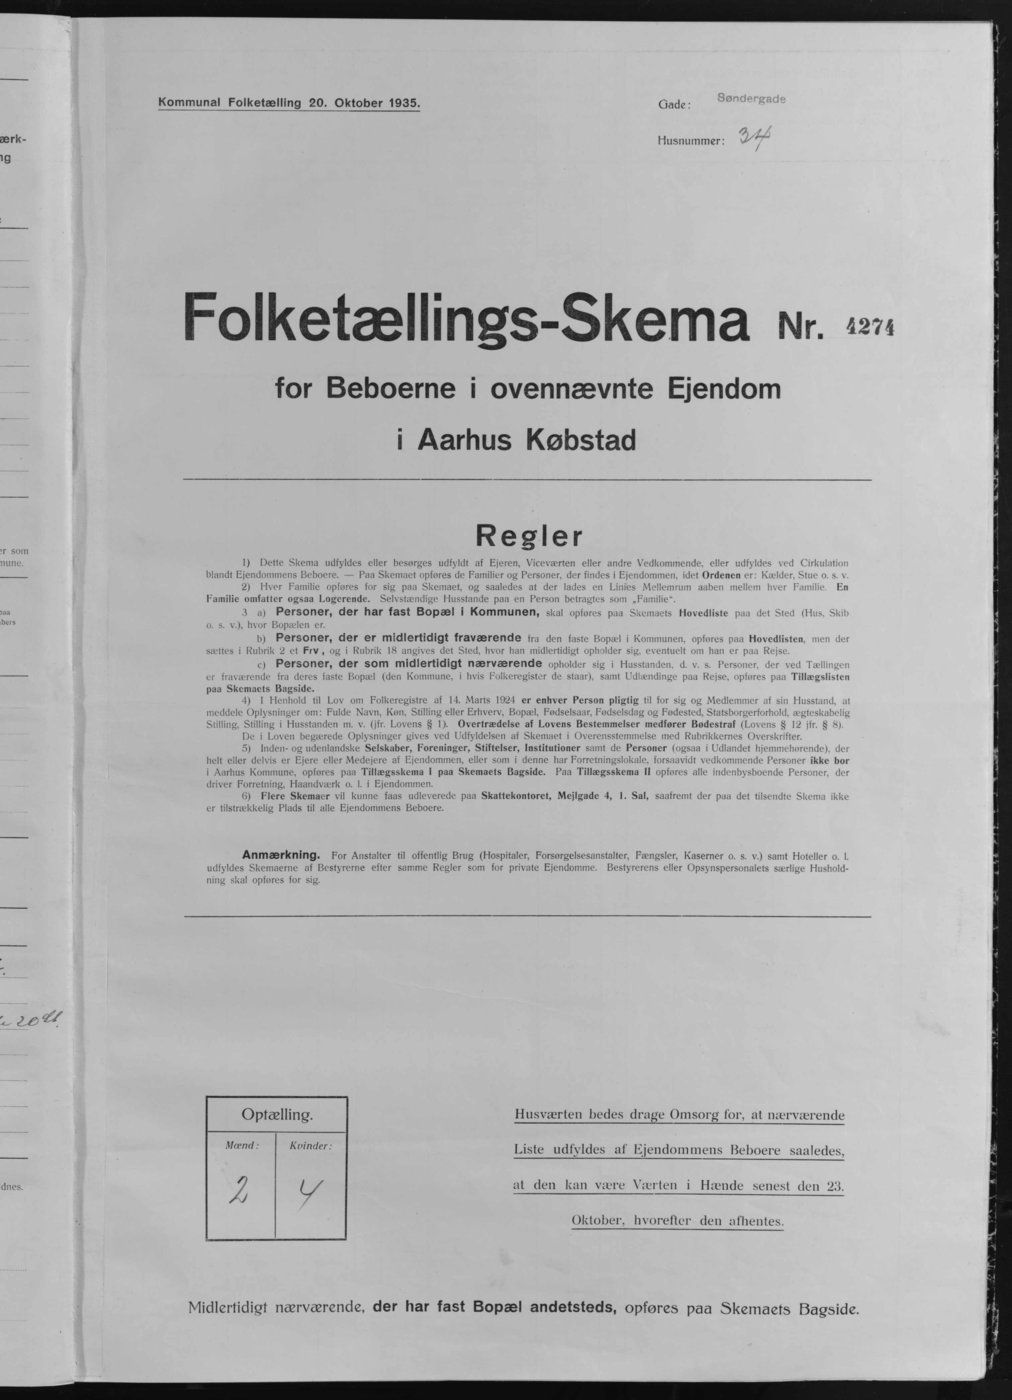 Kommunal Folketælling 20. Oktober 1935.
Gade: Søndergade
Husnummer: 34
Folketællings-Skema Nr. 4274
for Beboerne i ovennævnte Ejendom
i Aarhus Købstad
Regler
1) Dette Skema udfyldes eller besørges udfyldt af Ejeren, Viceværten eller andre Vedkommende, eller udfyldes ved Cirkulation
blandt Ejendommens Beboere. — Paa Skemaet opføres de Familier og Personer, der findes i Ejendommen, idet Ordenen er: Kælder, Stue o. s. v.
2) Hver Familie opføres for sig paa Skemaet, og saaledes at der lades en Linies Mellemrum aaben mellem hver Familie. En
Familie omfatter ogsaa Logerende. Selvstændige Husstande paa en Person betragtes som „Familie“.
3 a) Personer, der har fast Bopæl i Kommunen, skal opføres paa Skemaets Hovedliste paa det Sted (Hus, Skib
o. s. v.), hvor Bopælen er.
b) Personer, der er midlertidigt fraværende fra den faste Bopæl i Kommunen, opføres paa Hovedlisten, men der
sættes i Rubrik 2 et Frv, og i Rubrik 18 angives det Sted, hvor han midlertidigt opholder sig, eventuelt om han er paa Rejse.
c) Personer, der som midlertidigt nærværende opholder sig i Husstanden, d. v. s. Personer, der ved Tællingen
er fraværende fra deres faste Bopæl (den Kommune, i hvis Folkeregister de staar), samt Udlændinge paa Rejse, opføres paa Tillægslisten
paa Skemaets Bagside.
4) I Henhold til Lov om Folkeregistre af 14. Marts 1924 er enhver Person pligtig til for sig og Medlemmer af sin Husstand, at
meddele Oplysninger om: Fulde Navn, Køn, Stilling eller Erhverv, Bopæl, Fødselsaar, Fødselsdag og Fødested, Statsborgerforhold, ægteskabelig
Stilling, Stilling i Husstanden m. v. (jfr. Lovens § 1). Overtrædelse af Lovens Bestemmelser medfører Bødestraf (Lovens § 12 jfr. § 8).
De i Loven begærede Oplysninger gives ved Udfyldelsen af Skemaet i Overensstemmelse med Rubrikkernes Overskrifter.
5) Inden- og udenlandske Selskaber, Foreninger, Stiftelser, Institutioner samt de Personer (ogsaa i Udlandet hjemmehørende), der
helt eller delvis er Ejere eller Medejere af Ejendommen, eller som i denne har Forretningslokale, forsaavidt vedkommende Personer ikke bor
i Aarhus Kommune, opføres paa Tillægsskema I paa Skemaets Bagside. Paa Tillægsskema II opføres alle indenbysboende Personer, der
driver Forretning, Haandværk o. l. i Ejendommen.
6) Flere Skemaer vil kunne faas udleverede paa Skattekontoret, Mejlgade 4, 1. Sal, saafremt der paa det tilsendte Skema ikke
er tilstrækkelig Plads til alle Ejendommens Beboere.
Anmærkning. For Anstalter til offentlig Brug (Hospitaler, Forsørgelsesanstalter, Fængsler, Kaserner o. s. v.) samt Hoteller o. l.
udfyldes Skemaerne af Bestyrerne efter samme Regler som for private Ejendomme. Bestyrerens eller Opsynspersonalets særlige Hushold-
ning skal opføres for sig.
Optælling.
Mænd: Kvinder:
2 4
Husværten bedes drage Omsorg for, at nærværende
Liste udfyldes af Ejendommens Beboere saaledes,
at den kan være Værten i Hænde senest den 23.
Oktober, hvorefter den afhentes.
Midlertidigt nærværende, der har fast Bopæl andetsteds, opføres paa Skemaets Bagside.